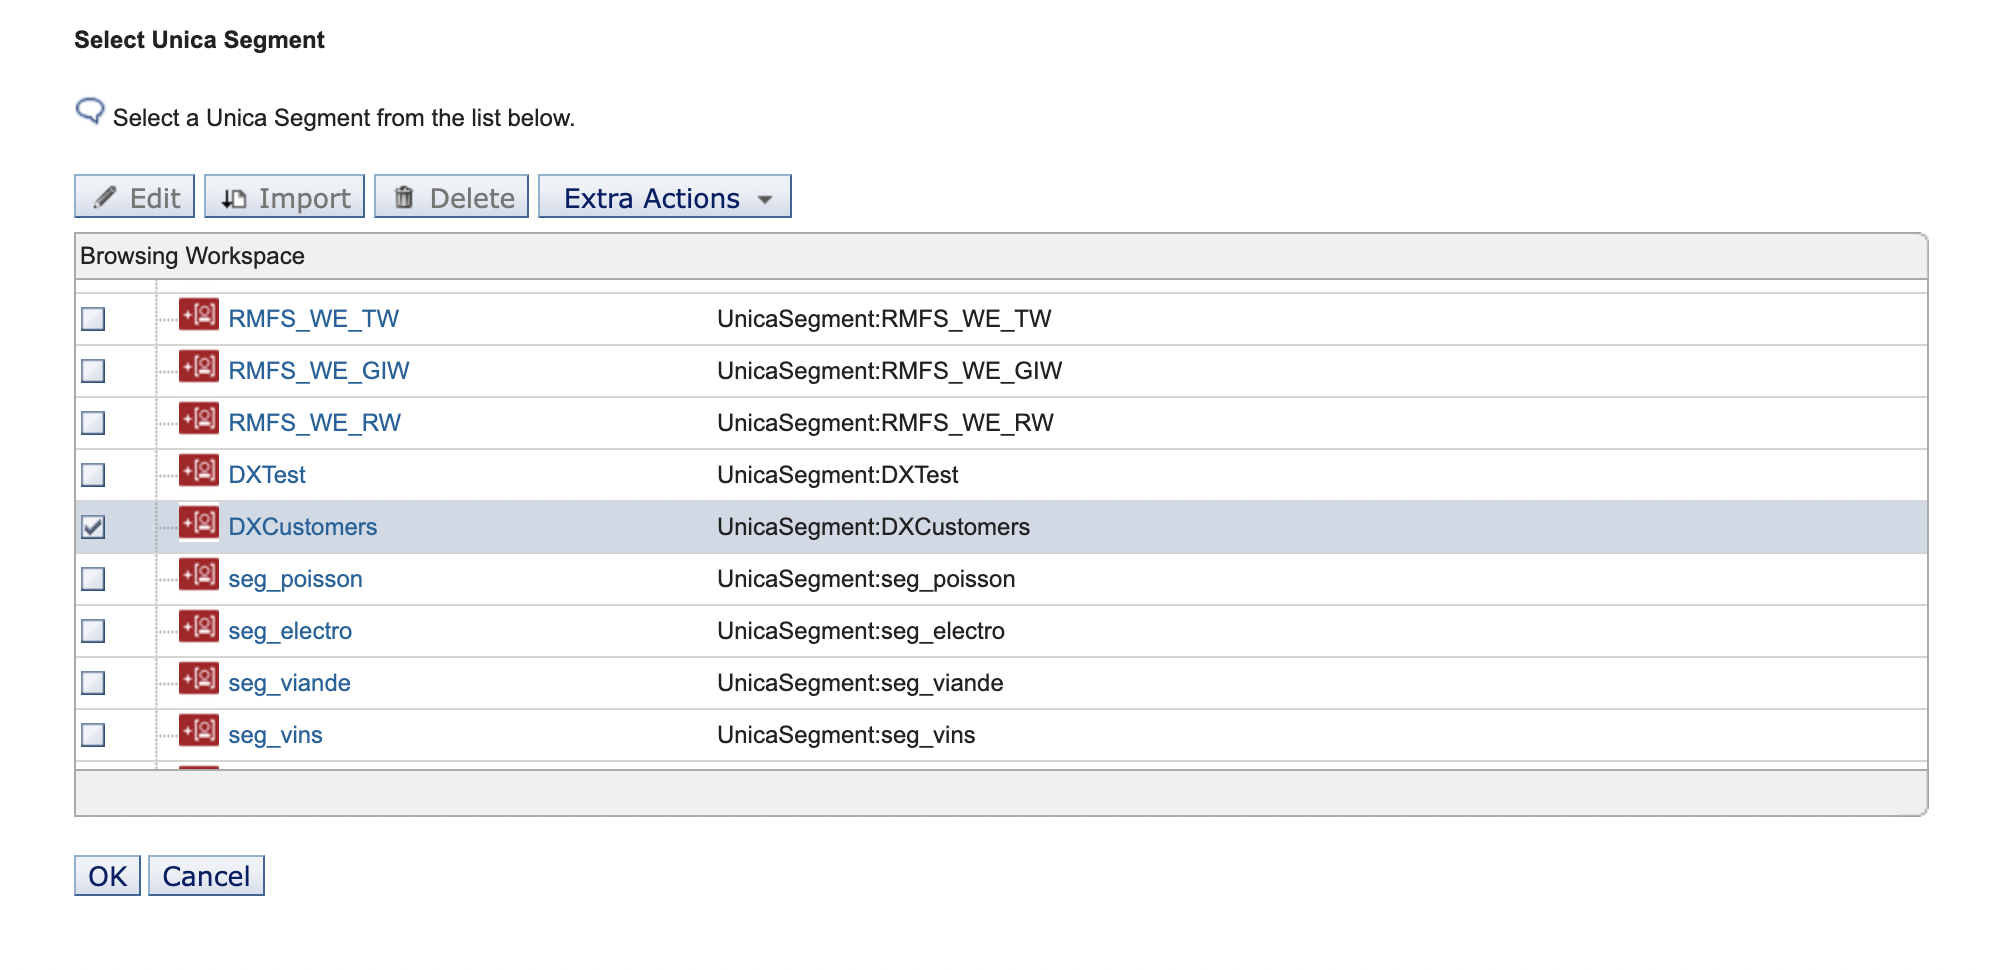 Select Unica Segment
Select a Unica Segment from the list below.
Edit Import Delete Extra Actions
Browsing Workspace
RMFS_WE_TW UnicaSegment:RMFS_WE_TW
RMFS_WE_GIW UnicaSegment:RMFS_WE_GIW
RMFS_WE_RW UnicaSegment:RMFS_WE_RW
DXTest UnicaSegment:DXTest
DXCustomers UnicaSegment:DXCustomers
seg_poisson UnicaSegment:seg_poisson
seg_electro UnicaSegment:seg_electro
seg_viande UnicaSegment:seg_viande
seg_vins UnicaSegment:seg_vins
OK Cancel